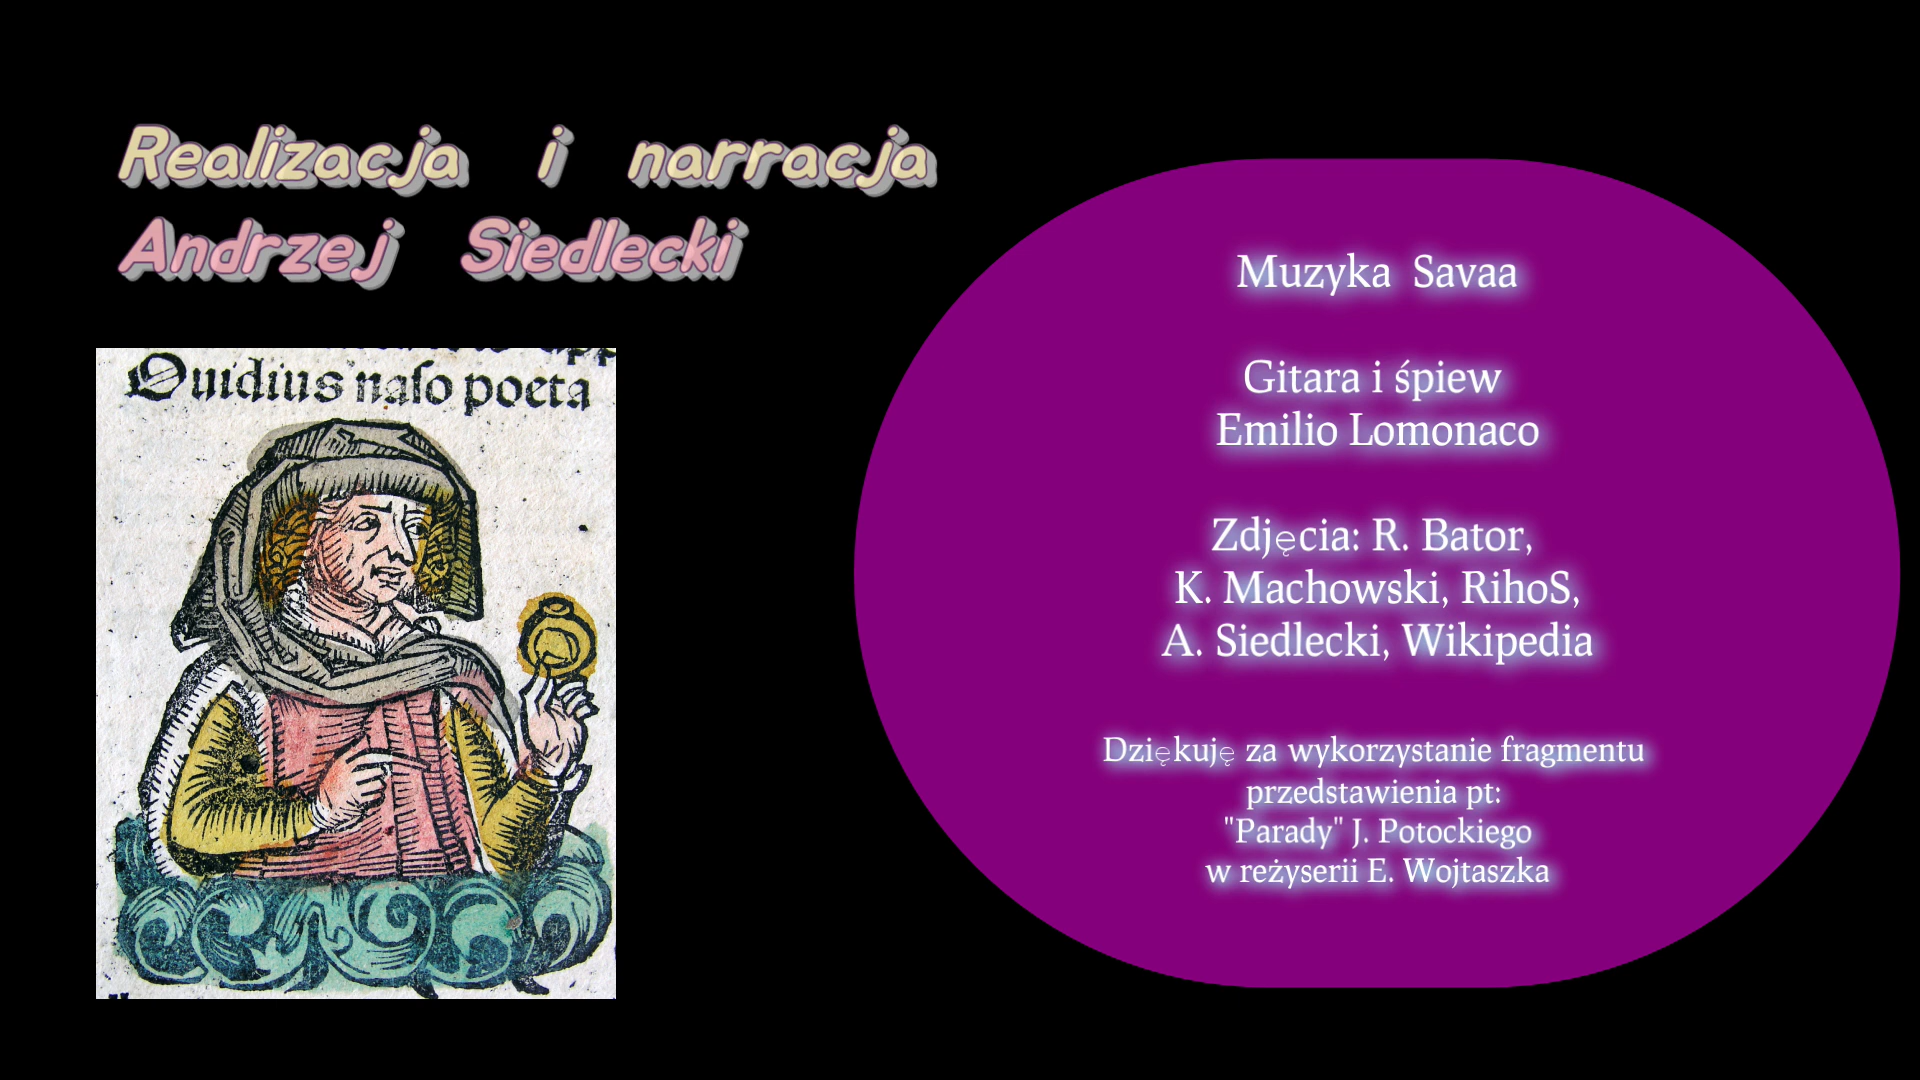 Realizacja i narracja
Andrzej Siedlecki
Ouidius naſo poeta
Muzyka Savaa
Gitara i śpiew
Emilio Lomonaco
Zdjęcia: R. Bator,
K. Machowski, RihoS,
A. Siedlecki, Wikipedia
Dziękuję za wykorzystanie fragmentu
przedstawienia pt:
"Parady" J. Potockiego
w reżyserii E. Wojtaszka